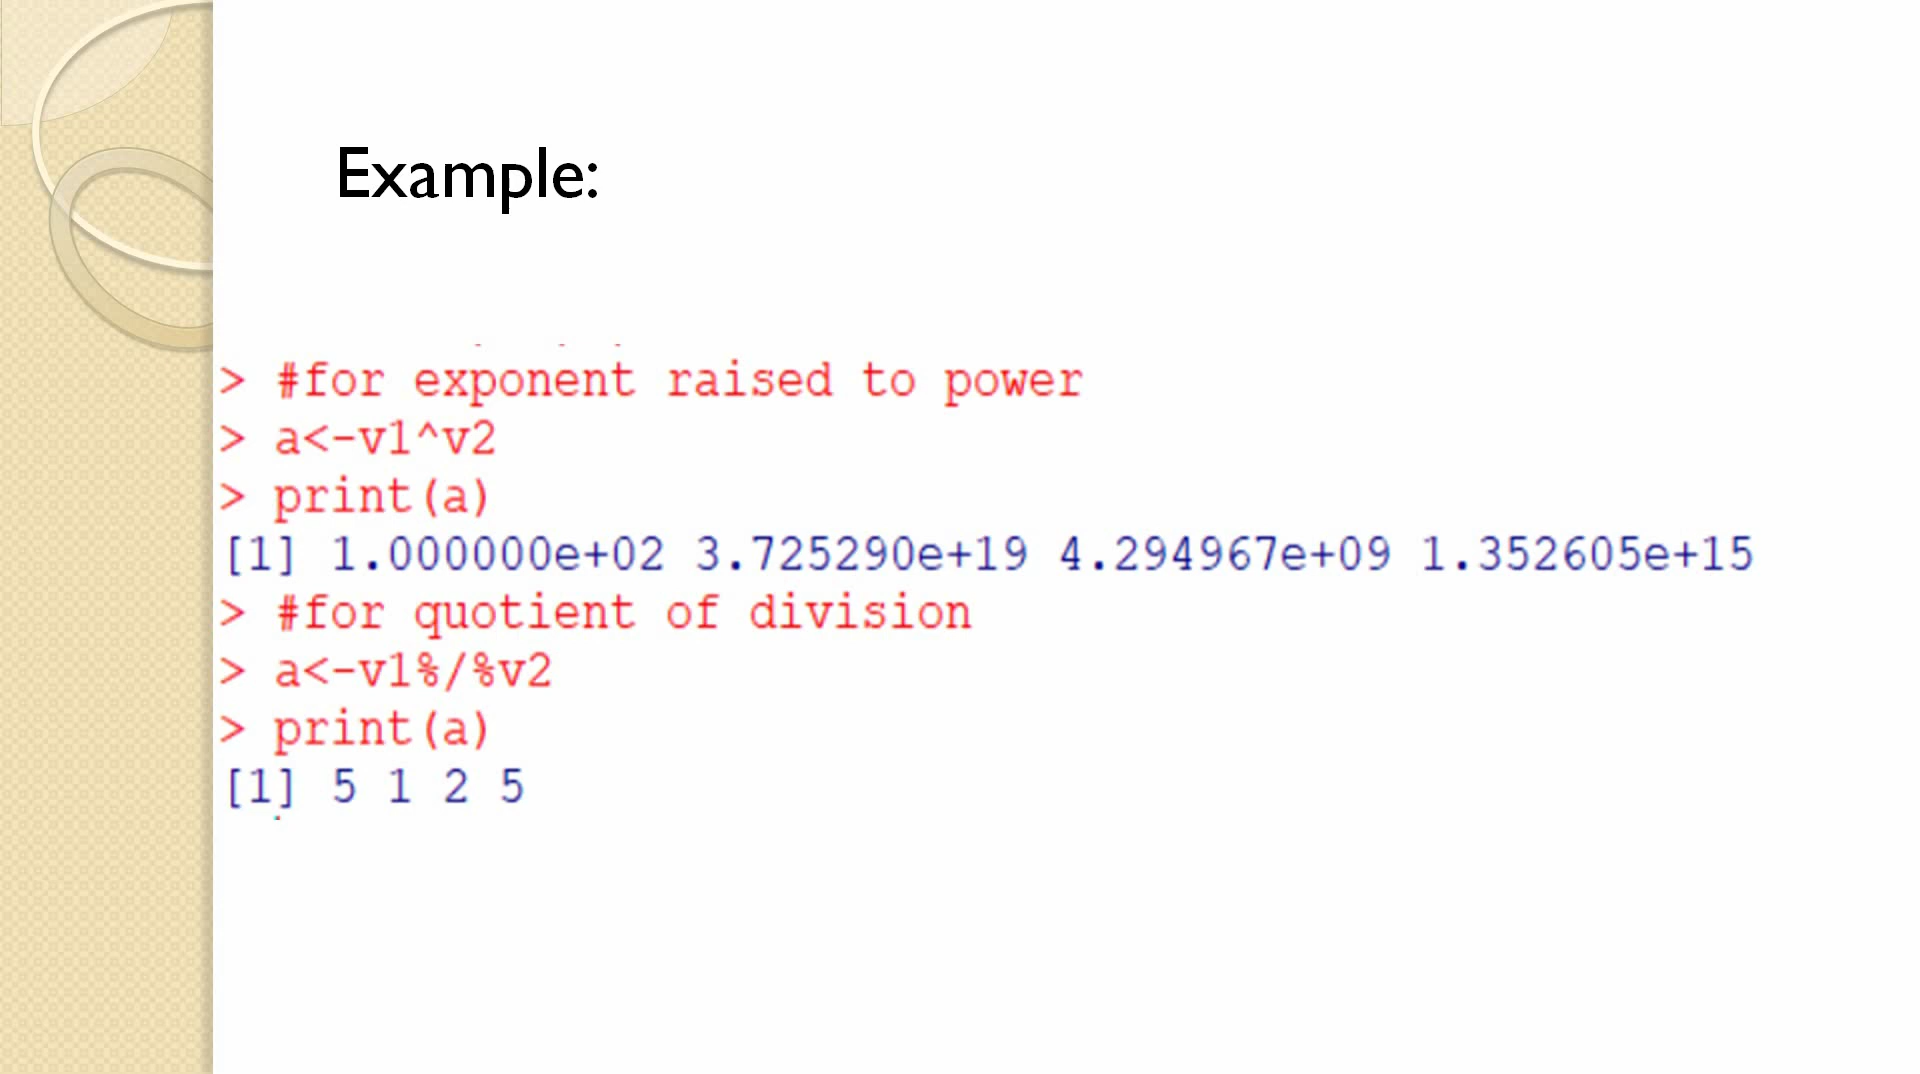 Example:
> #for exponent raised to power
> a<-v1^v2
> print(a)
[1] 1.000000e+02 3.725290e+19 4.294967e+09 1.352605e+15
> #for quotient of division
> a<-v1%/%v2
> print(a)
[1] 5 1 2 5